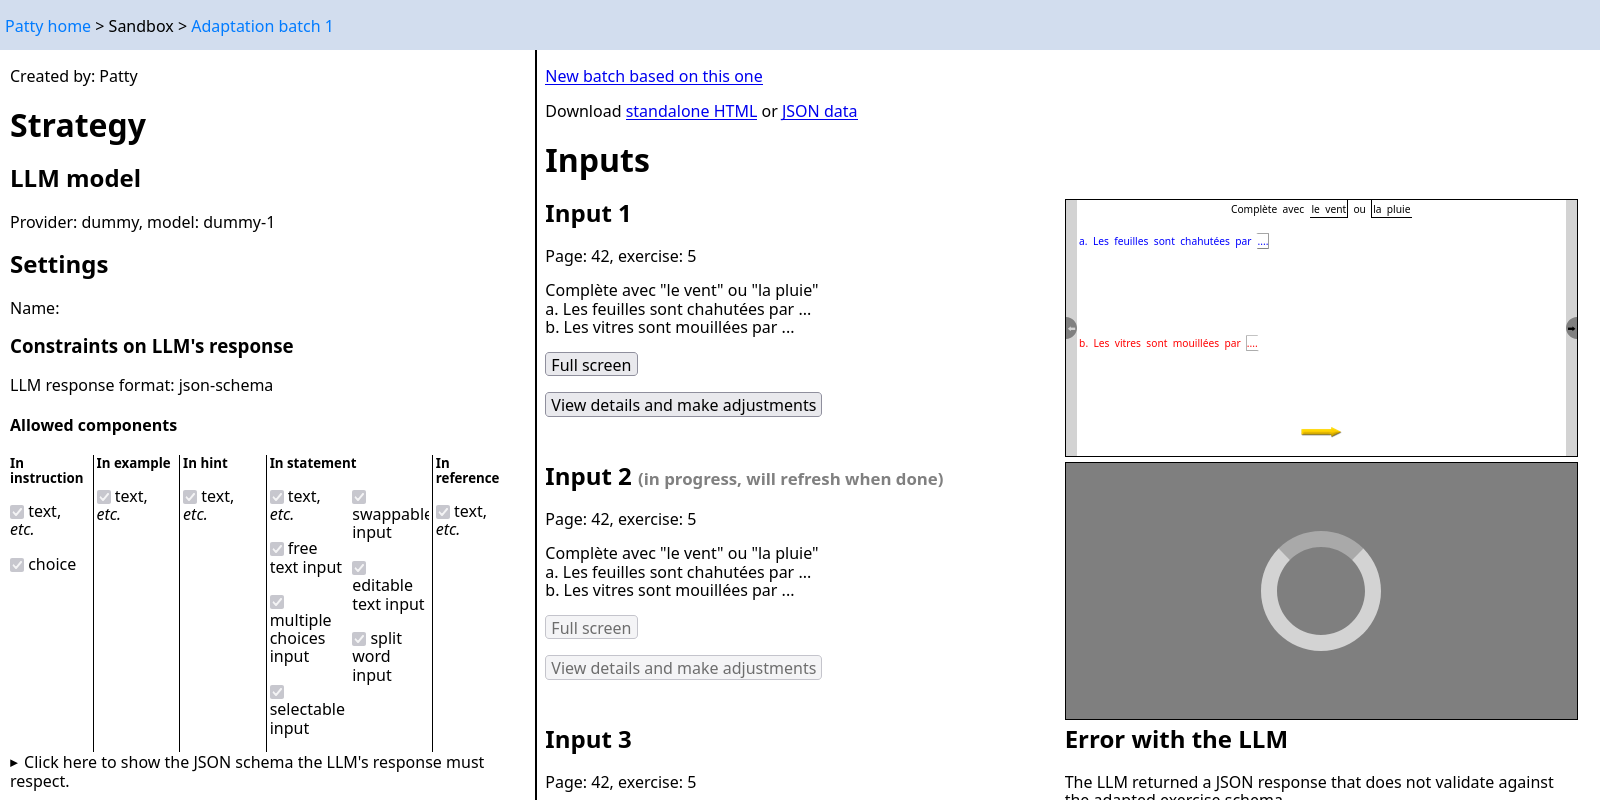 Patty home > Sandbox > Adaptation batch 1
Created by: Patty
Strategy
LLM model
Provider: dummy, model: dummy-1
Settings
Name:
Constraints on LLM's response
LLM response format: json-schema
Allowed components
In
instruction
text,
etc.
choice
In example
text,
etc.
In hint
text,
etc.
In statement
text,
etc.
free
text input
multiple
choices
input
selectable
input
swappable
input
editable
text input
split
word
input
In
reference
text,
etc.
▸ Click here to show the JSON schema the LLM's response must
respect.
New batch based on this one
Download standalone HTML or JSON data
Inputs
Input 1
Page: 42, exercise: 5
Complète avec "le vent" ou "la pluie"
a. Les feuilles sont chahutées par ...
b. Les vitres sont mouillées par ...
Full screen
View details and make adjustments
Complète avec le vent ou la pluie
a. Les feuilles sont chahutées par ....
b. Les vitres sont mouillées par ....
Input 2 (in progress, will refresh when done)
Page: 42, exercise: 5
Complète avec "le vent" ou "la pluie"
a. Les feuilles sont chahutées par ...
b. Les vitres sont mouillées par ...
Full screen
View details and make adjustments
Input 3
Page: 42, exercise: 5
Error with the LLM
The LLM returned a JSON response that does not validate against
the adapted exercise schema.